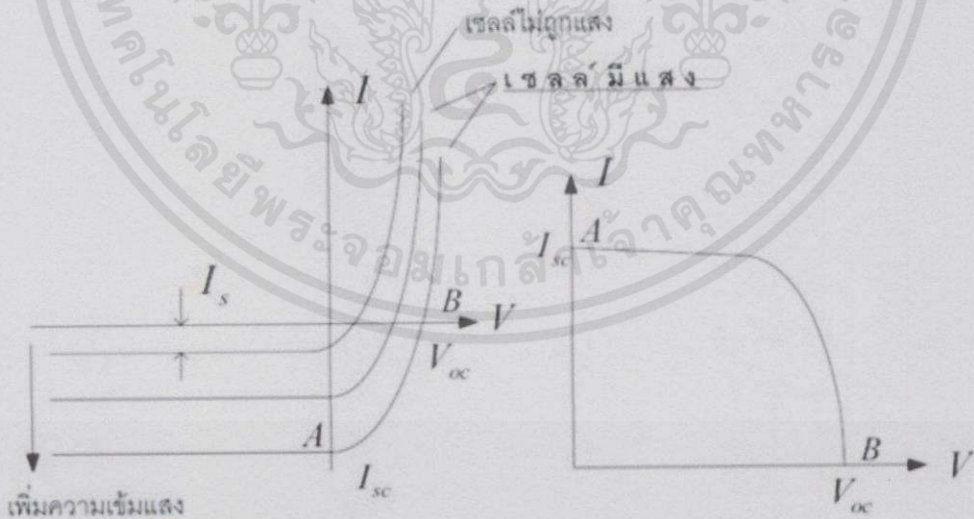 เซลล์ไม่ถูกแสง
เซลล์มีแสง
I
I_s
B
V
V_oc
A
I_sc
เพิ่มความเข้มแสง
I
I_sc
A
B
V
V_oc